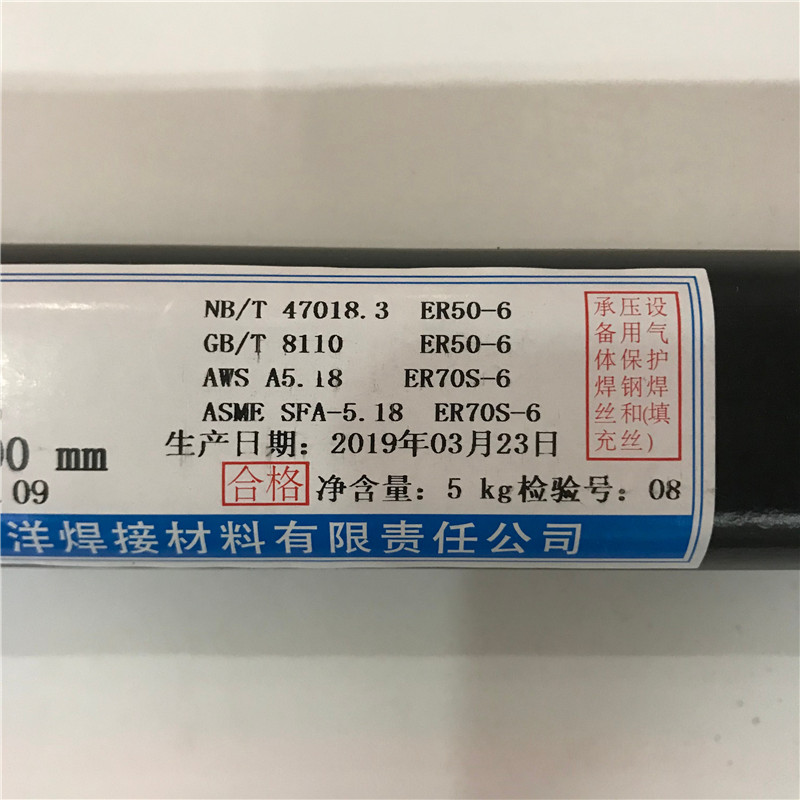 NB/T 47018.3 ER50-6
GB/T 8110 ER50-6
AWS A5.18 ER70S-6
ASME SFA-5.18 ER70S-6
生产日期：2019年03月23日
00 mm
09
合格 净含量：5 kg检验号：08
承压设
备用气
体保护
焊钢焊
丝和(填
充丝)
洋焊接材料有限责任公司